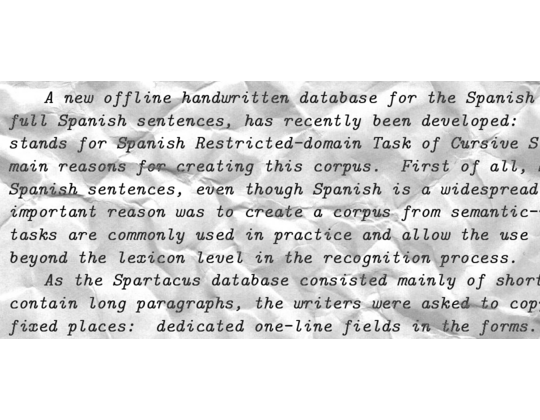 A new offline handwritten database for the Spanish
full Spanish sentences, has recently been developed:
stands for Spanish Restricted-domain Task of Cursive S
main reasons for creating this corpus. First of all,
Spanish sentences, even though Spanish is a widespread
important reason was to create a corpus from semantic-
tasks are commonly used in practice and allow the use
beyond the lexicon level in the recognition process.
As the Spartacus database consisted mainly of short
contain long paragraphs, the writers were asked to cop
fixed places: dedicated one-line fields in the forms.